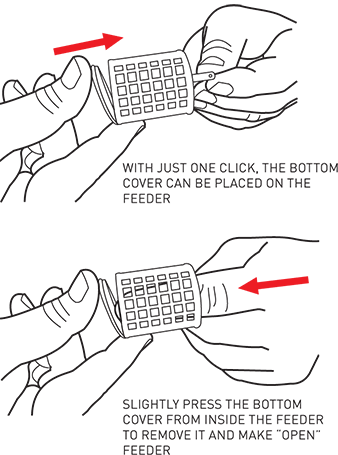 WITH JUST ONE CLICK, THE BOTTOM
COVER CAN BE PLACED ON THE
FEEDER
SLIGHTLY PRESS THE BOTTOM
COVER FROM INSIDE THE FEEDER
TO REMOVE IT AND MAKE "OPEN"
FEEDER